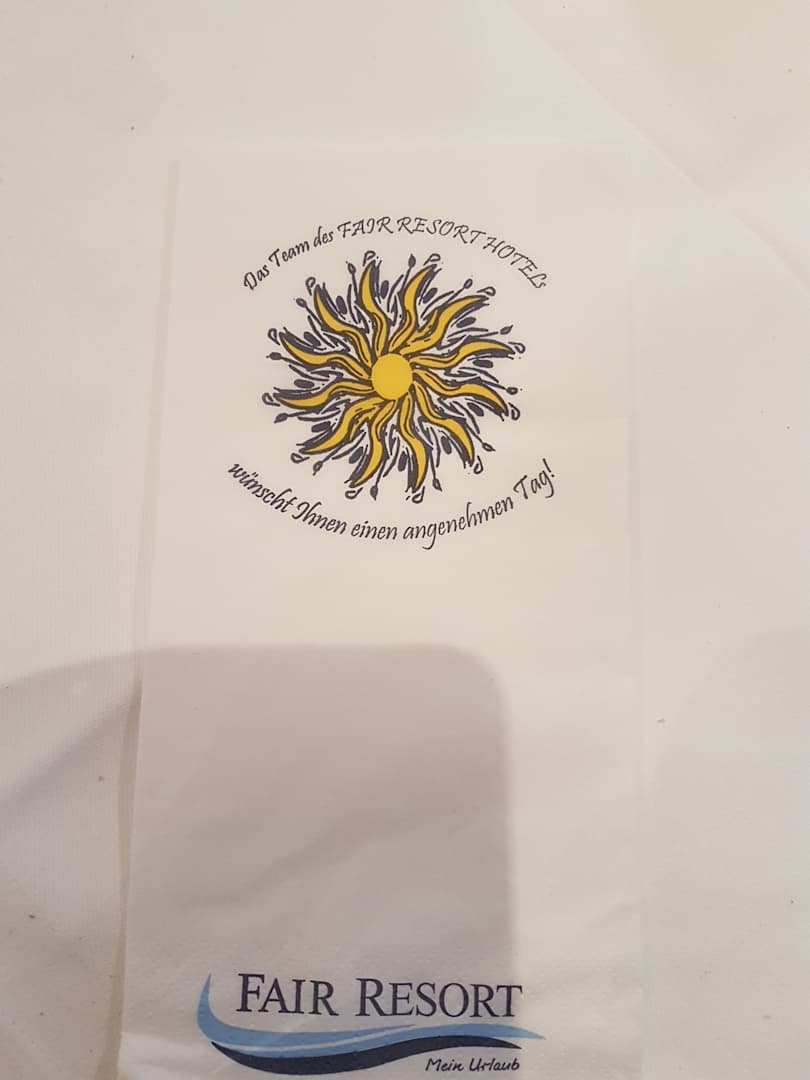 Das Team des FAIR RESORT HOTELs
wünscht Ihnen einen angenehmen Tag!
FAIR RESORT
Mein Urlaub